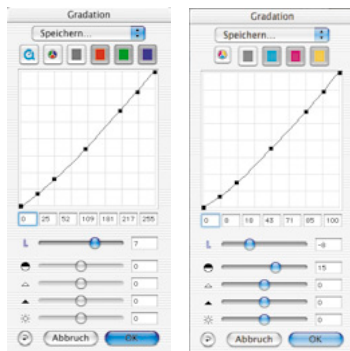 Gradation
Speichern...
0 25 52 109 181 217 255
L 7
0
0
0
0
Abbruch OK
Gradation
Speichern...
0 8 18 43 71 85 100
L -8
15
0
0
0
Abbruch OK